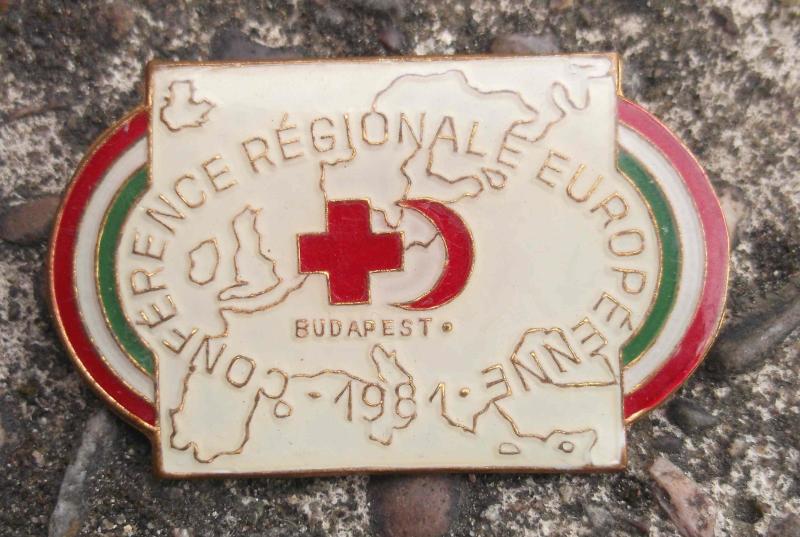 CONFÉRENCE RÉGIONALE EUROPÉENNE
BUDAPEST
· 1981 ·